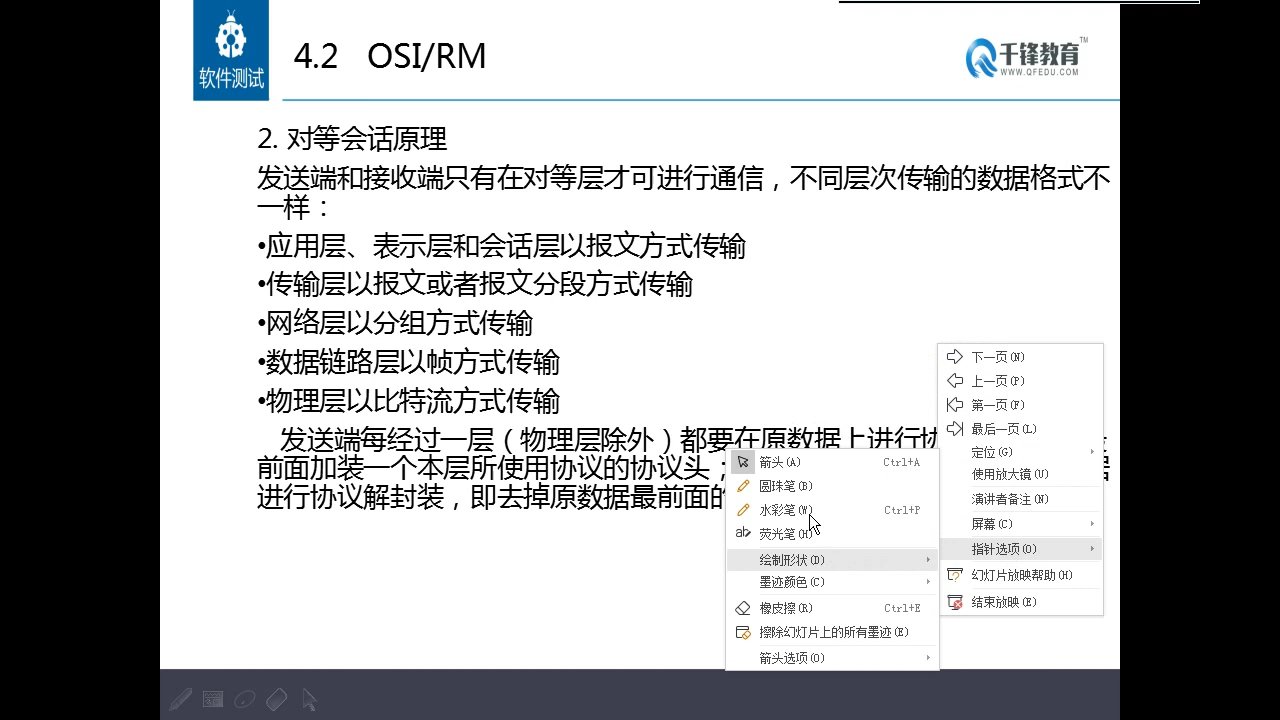 软件测试
4.2 OSI/RM
千锋教育
TM
WWW.QFEDU.COM
2. 对等会话原理
发送端和接收端只有在对等层才可进行通信，不同层次传输的数据格式不
一样：
•应用层、表示层和会话层以报文方式传输
•传输层以报文或者报文分段方式传输
•网络层以分组方式传输
•数据链路层以帧方式传输
•物理层以比特流方式传输
发送端每经过一层（物理层除外）都要在原数据上进行协
前面加装一个本层所使用协议的协议头；
进行协议解封装，即去掉原数据最前面的
箭头(A) Ctrl+A
圆珠笔(B)
水彩笔(W) Ctrl+P
ab 荧光笔(H)
绘制形状(D)
墨迹颜色(C)
橡皮擦(R) Ctrl+E
擦除幻灯片上的所有墨迹(E)
箭头选项(O)
下一页(N)
上一页(P)
第一页(F)
最后一页(L)
定位(G)
使用放大镜(U)
演讲者备注(N)
屏幕(C)
指针选项(O)
幻灯片放映帮助(H)
结束放映(E)